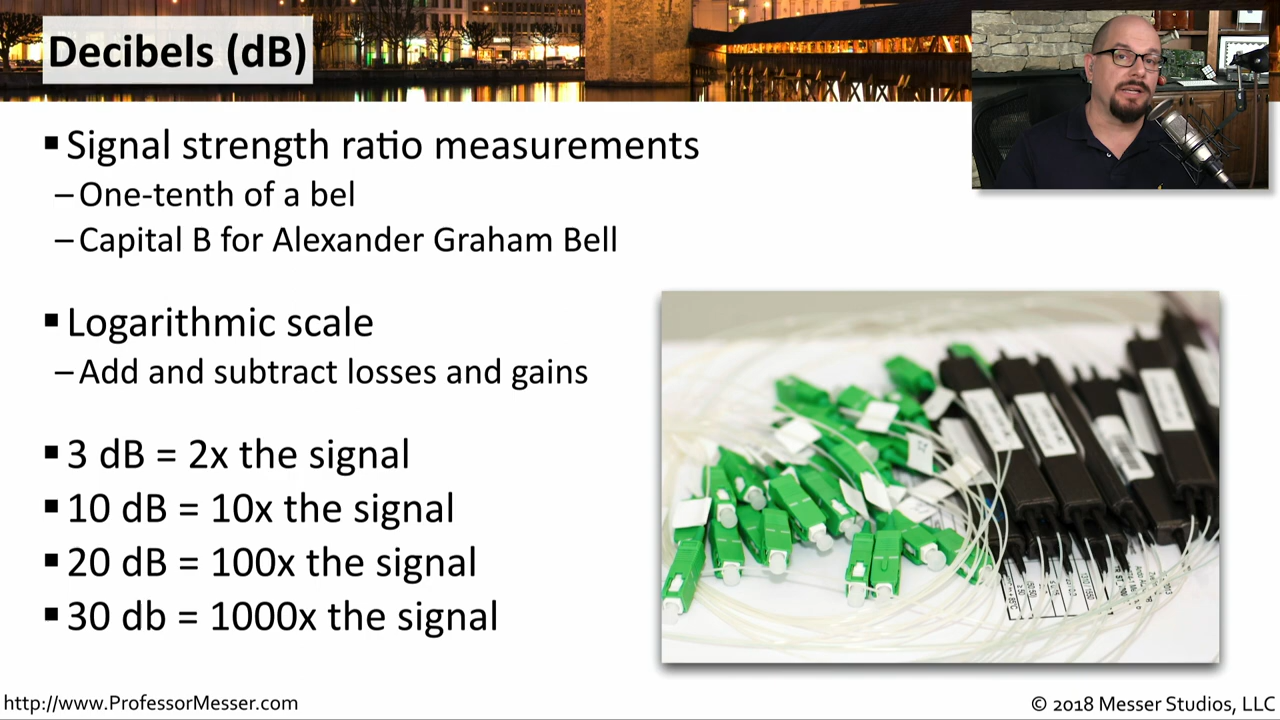 Decibels (dB)
▪ Signal strength ratio measurements
– One-tenth of a bel
– Capital B for Alexander Graham Bell
▪ Logarithmic scale
– Add and subtract losses and gains
▪ 3 dB = 2x the signal
▪ 10 dB = 10x the signal
▪ 20 dB = 100x the signal
▪ 30 db = 1000x the signal
http://www.ProfessorMesser.com
© 2018 Messer Studios, LLC